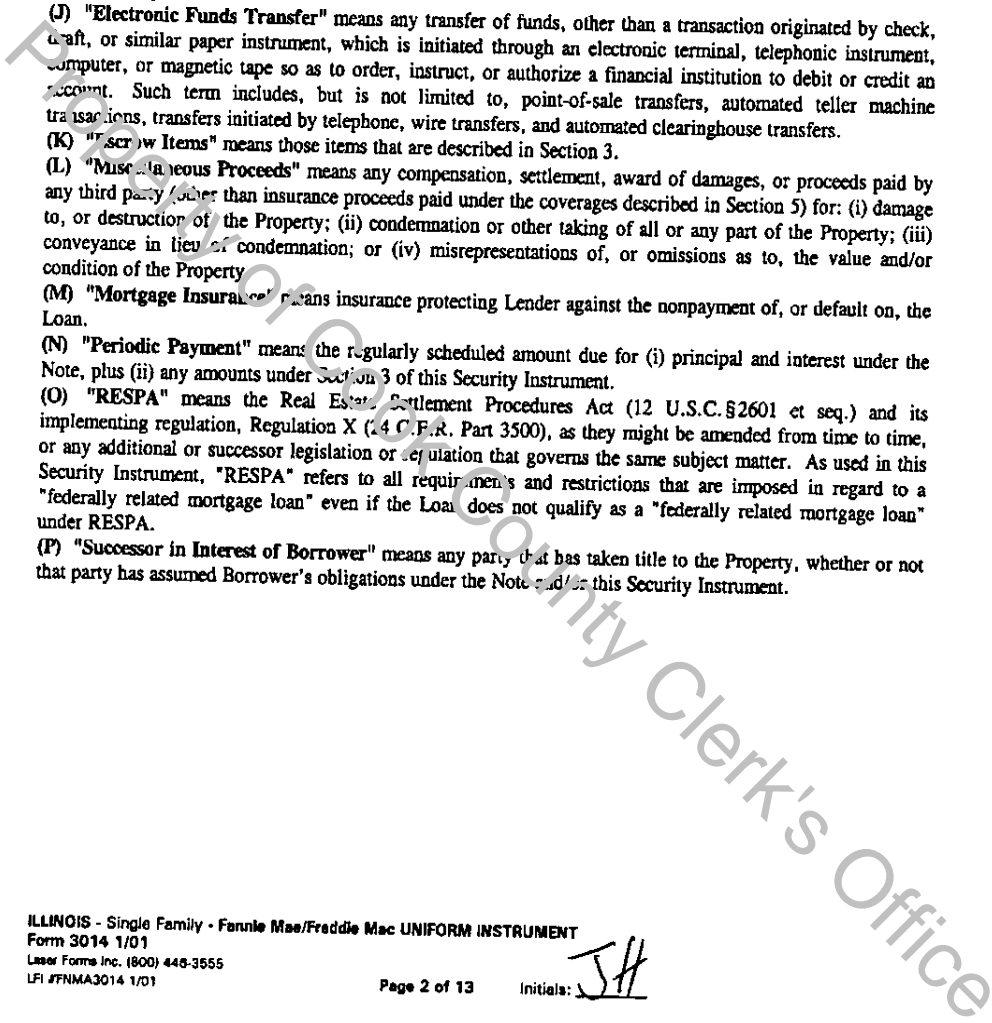 (J) "Electronic Funds Transfer" means any transfer of funds, other than a transaction originated by check,
draft, or similar paper instrument, which is initiated through an electronic terminal, telephonic instrument,
computer, or magnetic tape so as to order, instruct, or authorize a financial institution to debit or credit an
account. Such term includes, but is not limited to, point-of-sale transfers, automated teller machine
transactions, transfers initiated by telephone, wire transfers, and automated clearinghouse transfers.
(K) "Escrow Items" means those items that are described in Section 3.
(L) "Miscellaneous Proceeds" means any compensation, settlement, award of damages, or proceeds paid by
any third party (other than insurance proceeds paid under the coverages described in Section 5) for: (i) damage
to, or destruction of, the Property; (ii) condemnation or other taking of all or any part of the Property; (iii)
conveyance in lieu of condemnation; or (iv) misrepresentations of, or omissions as to, the value and/or
condition of the Property
(M) "Mortgage Insurance" means insurance protecting Lender against the nonpayment of, or default on, the
Loan.
(N) "Periodic Payment" means the regularly scheduled amount due for (i) principal and interest under the
Note, plus (ii) any amounts under Section 3 of this Security Instrument.
(O) "RESPA" means the Real Estate Settlement Procedures Act (12 U.S.C. §2601 et seq.) and its
implementing regulation, Regulation X (24 C.F.R. Part 3500), as they might be amended from time to time,
or any additional or successor legislation or regulation that governs the same subject matter. As used in this
Security Instrument, "RESPA" refers to all requirements and restrictions that are imposed in regard to a
"federally related mortgage loan" even if the Loan does not qualify as a "federally related mortgage loan"
under RESPA.
(P) "Successor in Interest of Borrower" means any party that has taken title to the Property, whether or not
that party has assumed Borrower's obligations under the Note and/or this Security Instrument.
Property of Cook County Clerk's Office
ILLINOIS - Single Family - Fannie Mae/Freddie Mac UNIFORM INSTRUMENT
Form 3014 1/01
Laser Forms Inc. (800) 446-3555
LFI #FNMA3014 1/01
Page 2 of 13 Initials: JH